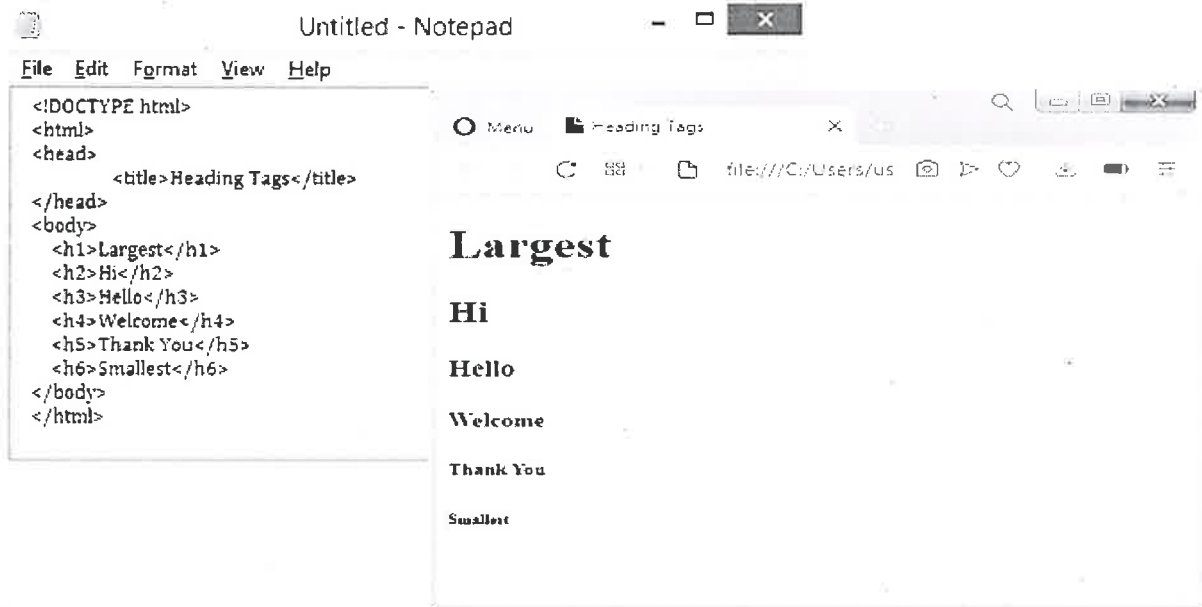 Untitled - Notepad
File Edit Format View Help
<!DOCTYPE html>
<html>
<head>
<title>Heading Tags</title>
</head>
<body>
<h1>Largest</h1>
<h2>Hi</h2>
<h3>Hello</h3>
<h4>Welcome</h4>
<h5>Thank You</h5>
<h6>Smallest</h6>
</body>
</html>
Menu Heading Tags
file:///C:/Users/us
Largest
Hi
Hello
Welcome
Thank You
Smallest